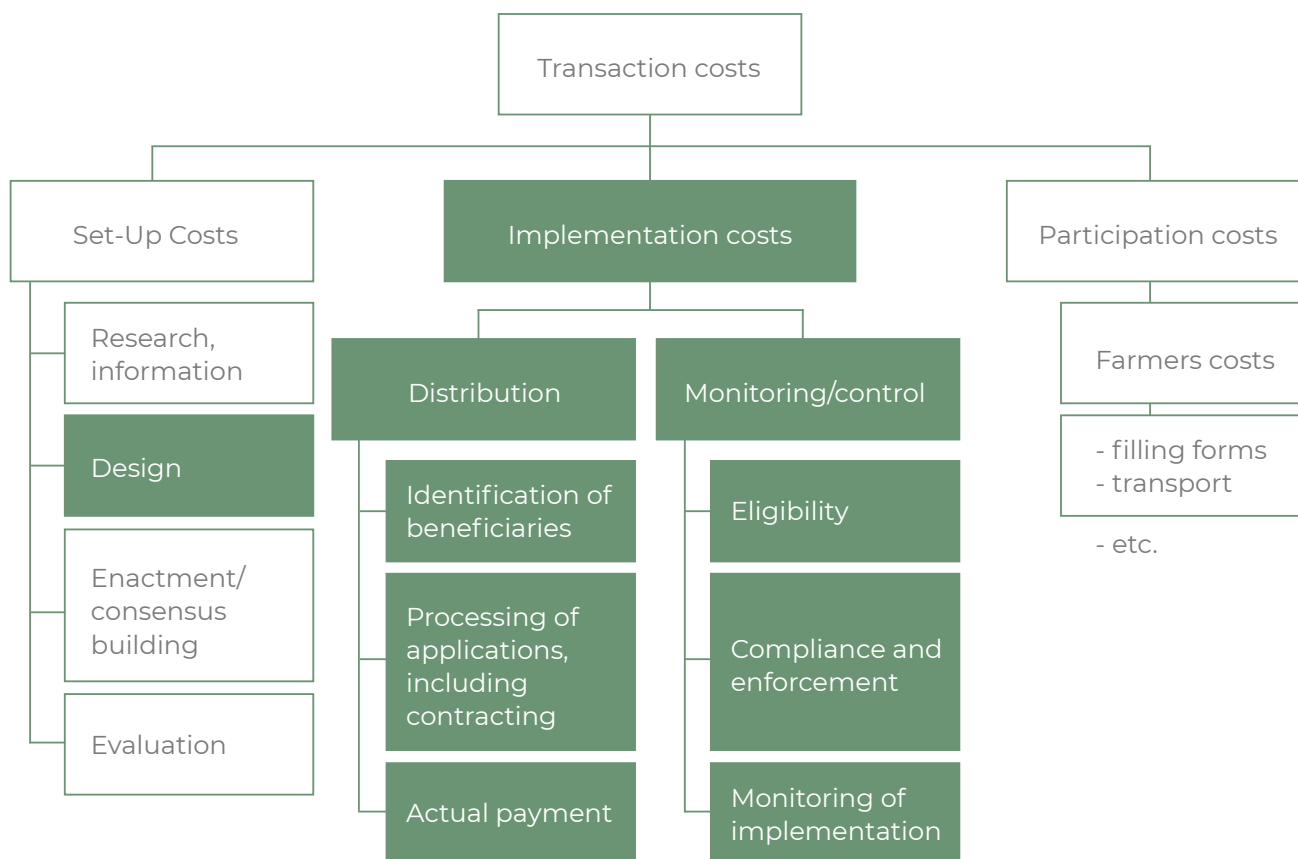 Transaction costs
Set-Up Costs
Research,
information
Design
Enactment/
consensus
building
Evaluation
Implementation costs
Distribution
Identification of
beneficiaries
Processing of
applications,
including
contracting
Actual payment
Monitoring/control
Eligibility
Compliance and
enforcement
Monitoring of
implementation
Participation costs
Farmers costs
- filling forms
- transport
- etc.